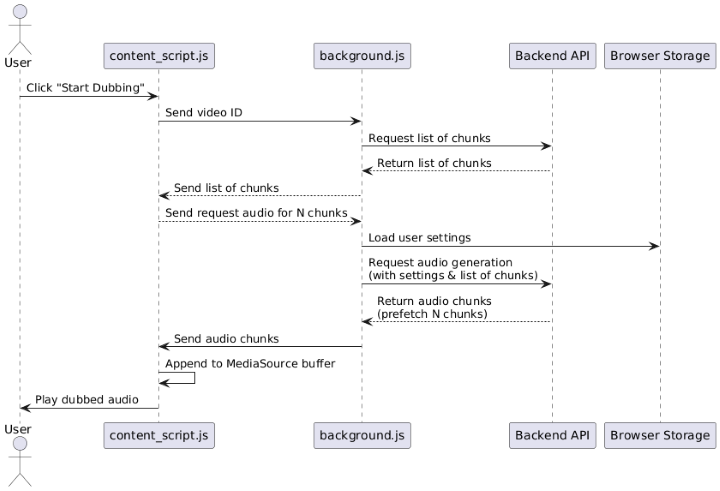 User
content_script.js
background.js
Backend API
Browser Storage
Click "Start Dubbing"
Send video ID
Request list of chunks
Return list of chunks
Send list of chunks
Send request audio for N chunks
Load user settings
Request audio generation
(with settings & list of chunks)
Return audio chunks
(prefetch N chunks)
Send audio chunks
Append to MediaSource buffer
Play dubbed audio
User
content_script.js
background.js
Backend API
Browser Storage